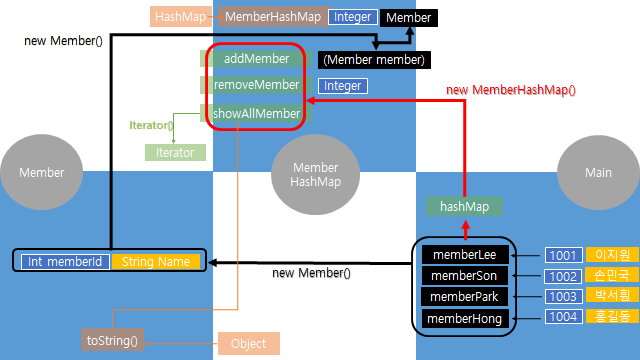 HashMap
MemberHashMap
Integer
Member
new Member()
addMember
(Member member)
removeMember
Integer
new MemberHashMap()
showAllMember
Iterator()
Iterator
Member
Member
HashMap
Main
hashMap
Int memberId
String Name
new Member()
memberLee
1001
이지원
memberSon
1002
손민국
memberPark
1003
박서훤
memberHong
1004
홍길동
toString()
Object